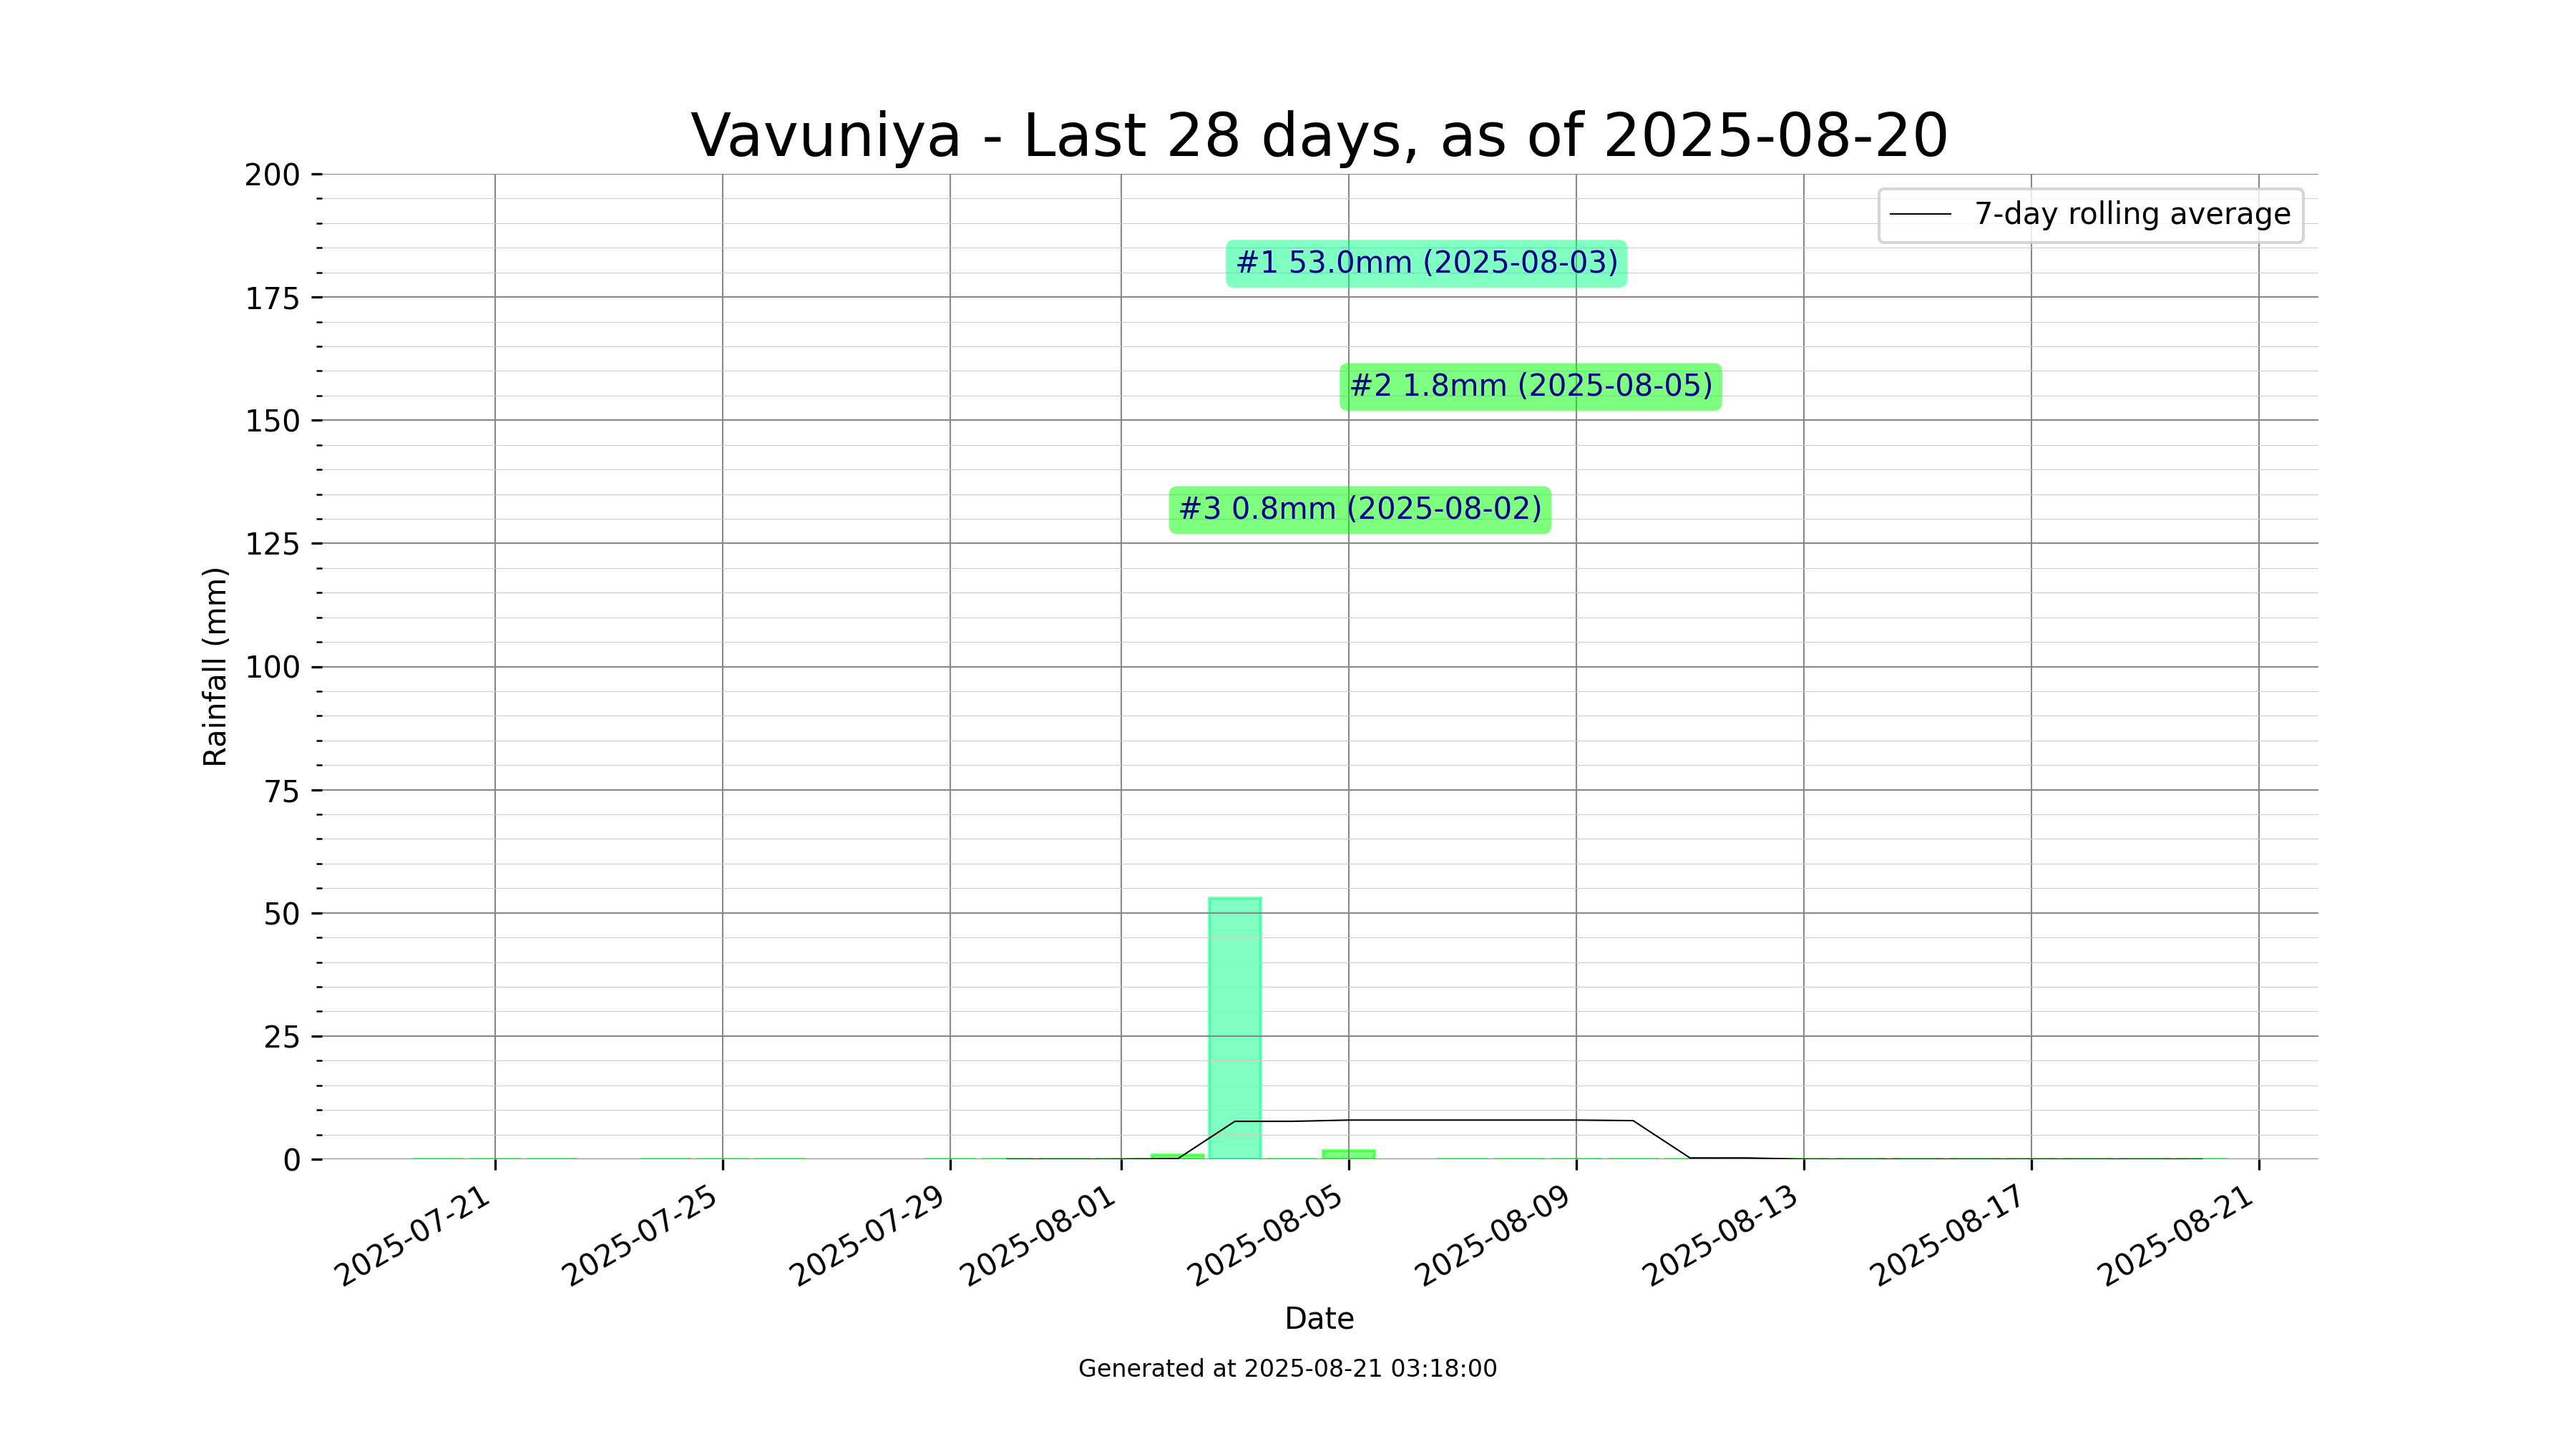 Vavuniya - Last 28 days, as of 2025-08-20
7-day rolling average
#1 53.0mm (2025-08-03)
#2 1.8mm (2025-08-05)
#3 0.8mm (2025-08-02)
Rainfall (mm)
200
175
150
125
100
75
50
25
0
2025-07-21
2025-07-25
2025-07-29
2025-08-01
2025-08-05
2025-08-09
2025-08-13
2025-08-17
2025-08-21
Date
Generated at 2025-08-21 03:18:00